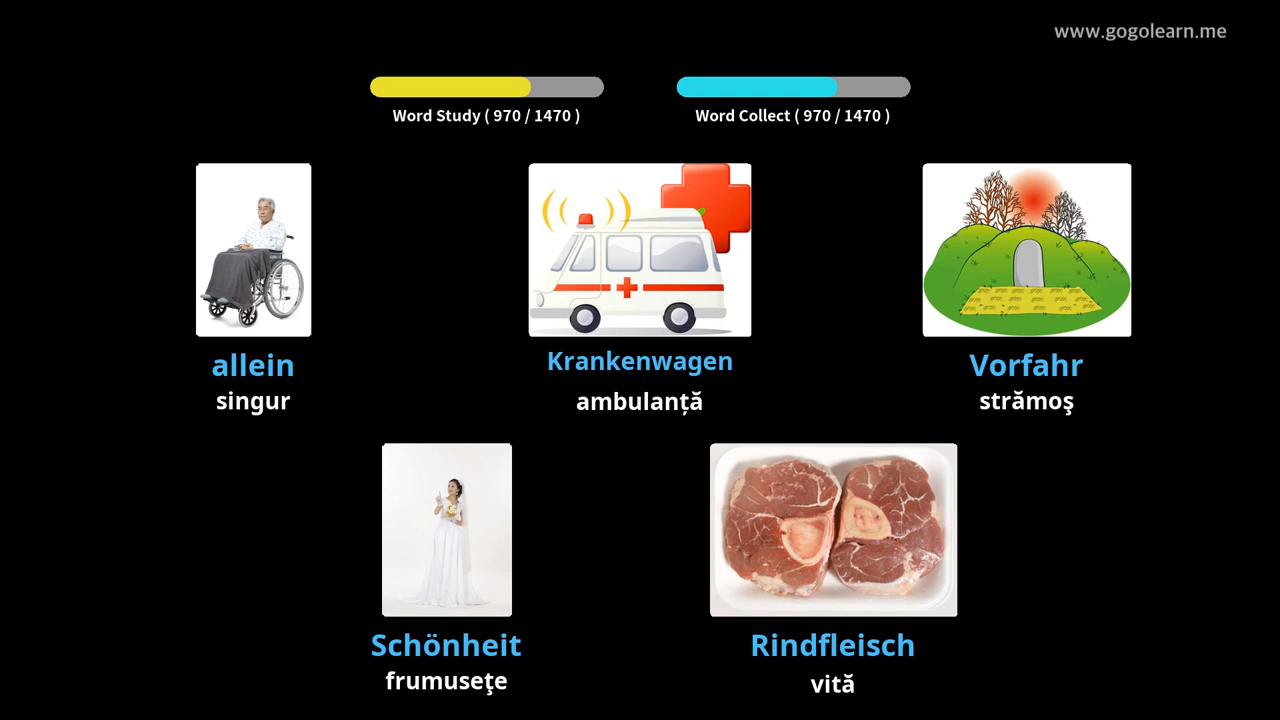 www.gogolearn.me
Word Study ( 970 / 1470 )
Word Collect ( 970 / 1470 )
allein
singur
Krankenwagen
ambulanță
Vorfahr
strămoş
Schönheit
frumuseţe
Rindfleisch
vită